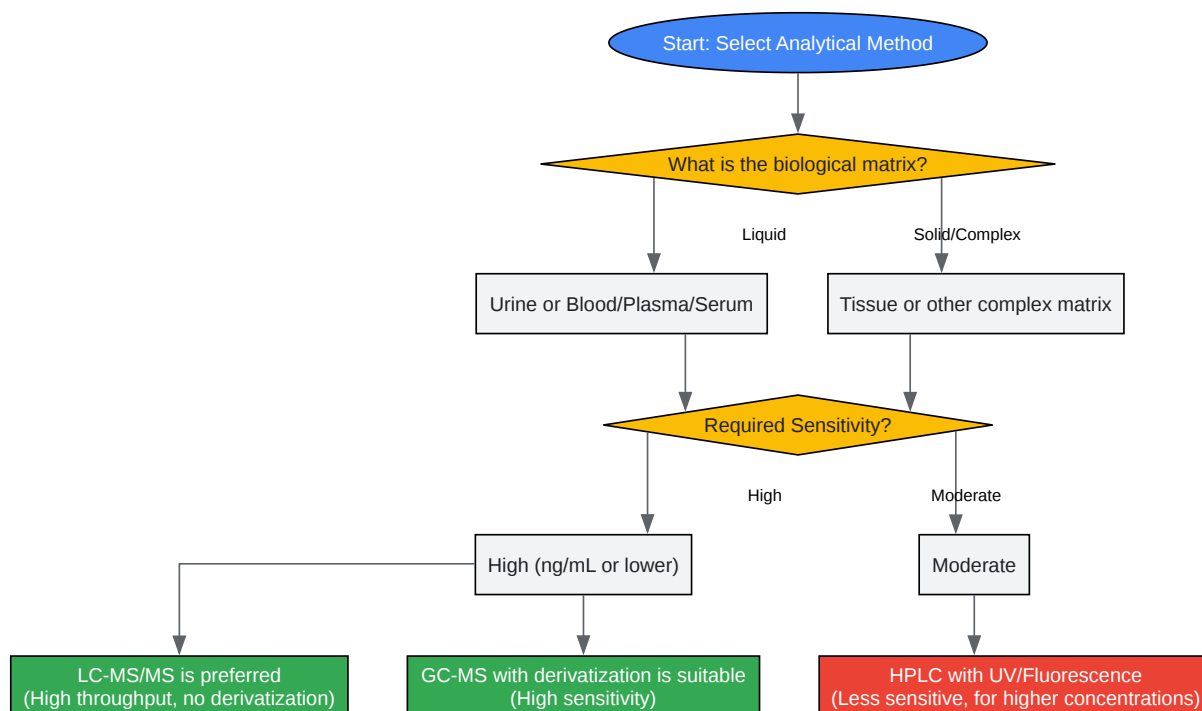 Start: Select Analytical Method
What is the biological matrix?
Liquid
Solid/Complex
Urine or Blood/Plasma/Serum
Tissue or other complex matrix
Required Sensitivity?
High
Moderate
High (ng/mL or lower)
Moderate
LC-MS/MS is preferred
(High throughput, no derivatization)
GC-MS with derivatization is suitable
(High sensitivity)
HPLC with UV/Fluorescence
(Less sensitive, for higher concentrations)